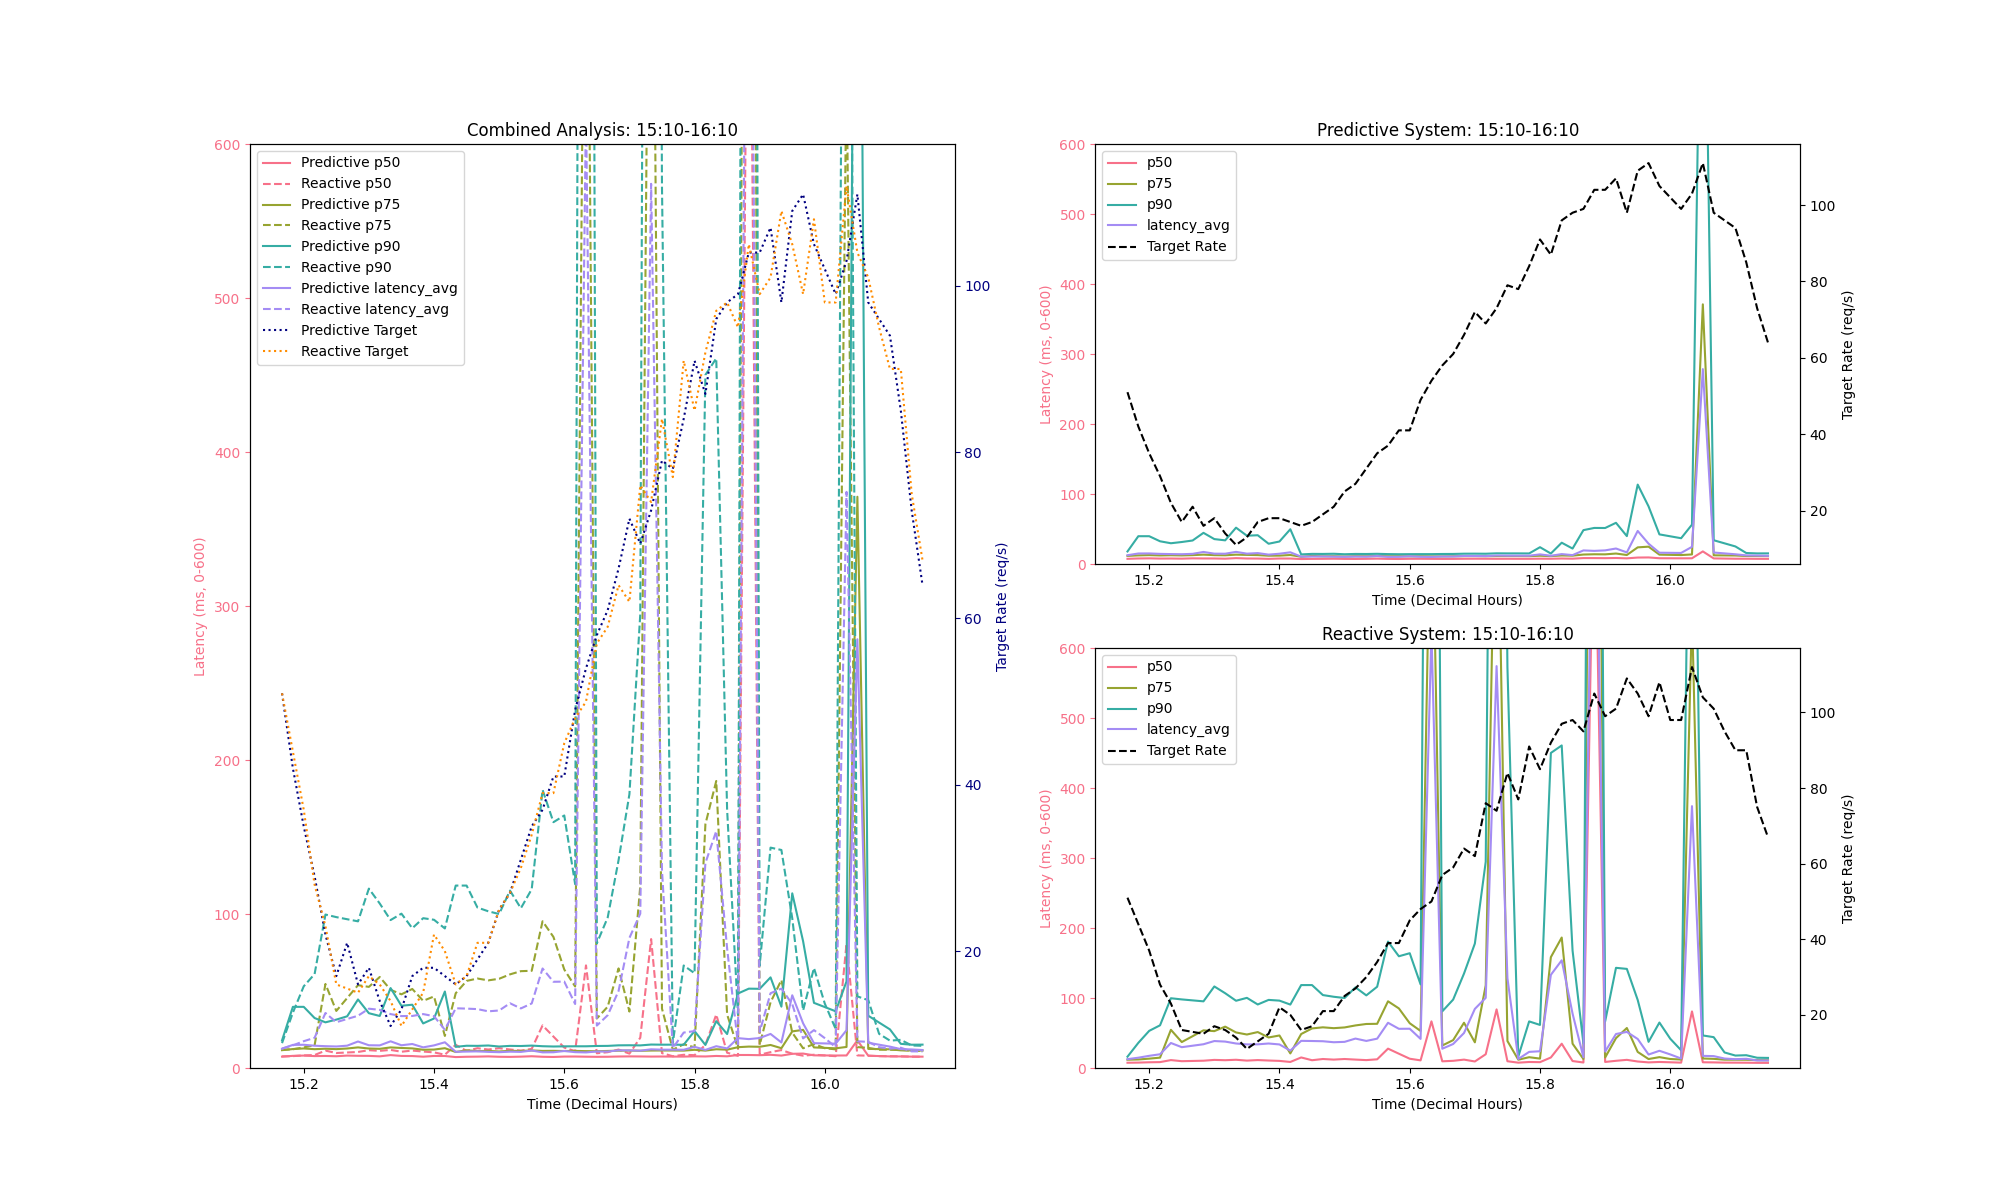 Combined Analysis: 15:10-16:10
Predictive p50
Reactive p50
Predictive p75
Reactive p75
Predictive p90
Reactive p90
Predictive latency_avg
Reactive latency_avg
Predictive Target
Reactive Target
600
500
400
300
200
100
0
Latency (ms, 0-600)
100
80
60
40
20
Target Rate (req/s)
15.2 15.4 15.6 15.8 16.0
Time (Decimal Hours)
Predictive System: 15:10-16:10
p50
p75
p90
latency_avg
Target Rate
600
500
400
300
200
100
0
Latency (ms, 0-600)
100
80
60
40
20
Target Rate (req/s)
15.2 15.4 15.6 15.8 16.0
Time (Decimal Hours)
Reactive System: 15:10-16:10
p50
p75
p90
latency_avg
Target Rate
600
500
400
300
200
100
0
Latency (ms, 0-600)
100
80
60
40
20
Target Rate (req/s)
15.2 15.4 15.6 15.8 16.0
Time (Decimal Hours)